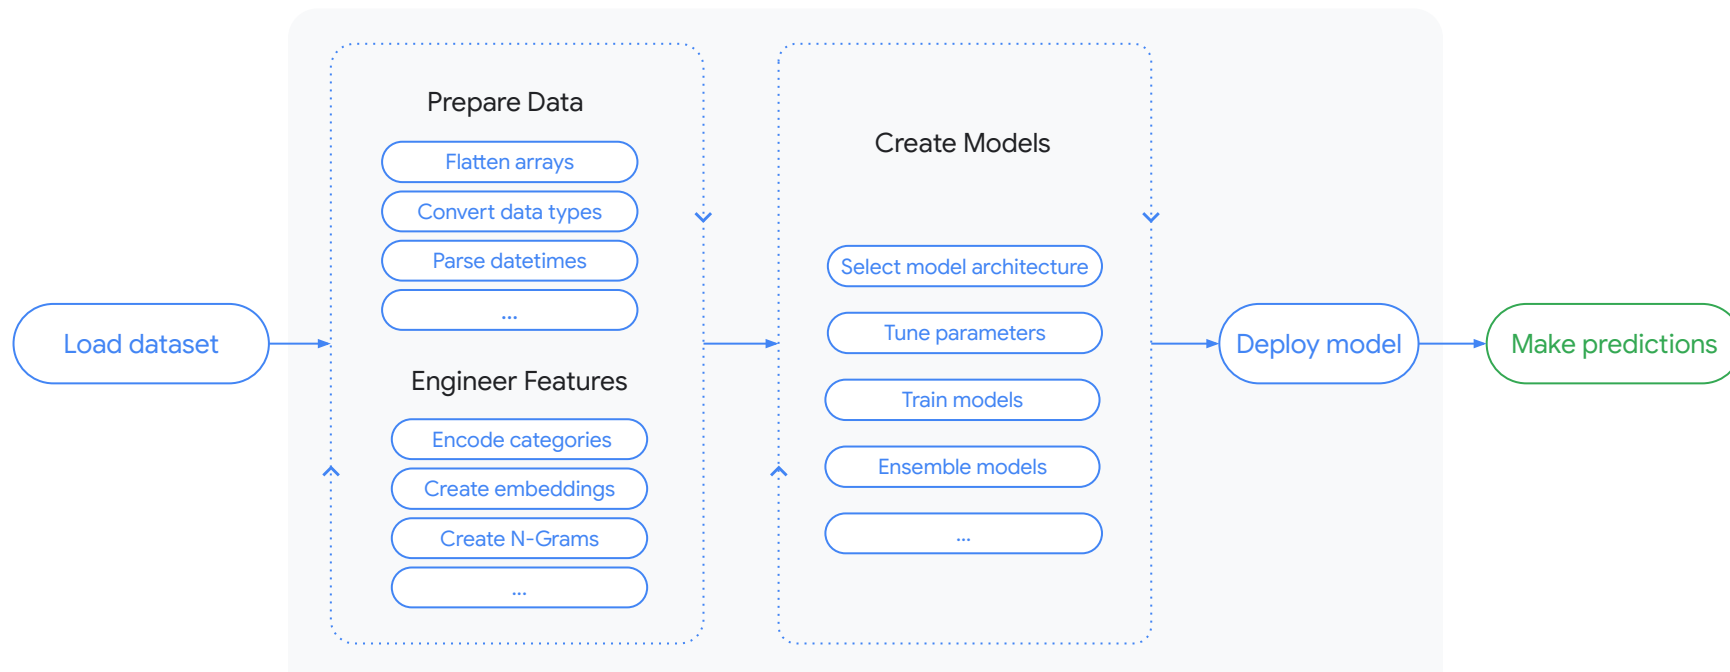 Load dataset
Prepare Data
Flatten arrays
Convert data types
Parse datetimes
...
Engineer Features
Encode categories
Create embeddings
Create N-Grams
...
Create Models
Select model architecture
Tune parameters
Train models
Ensemble models
...
Deploy model
Make predictions